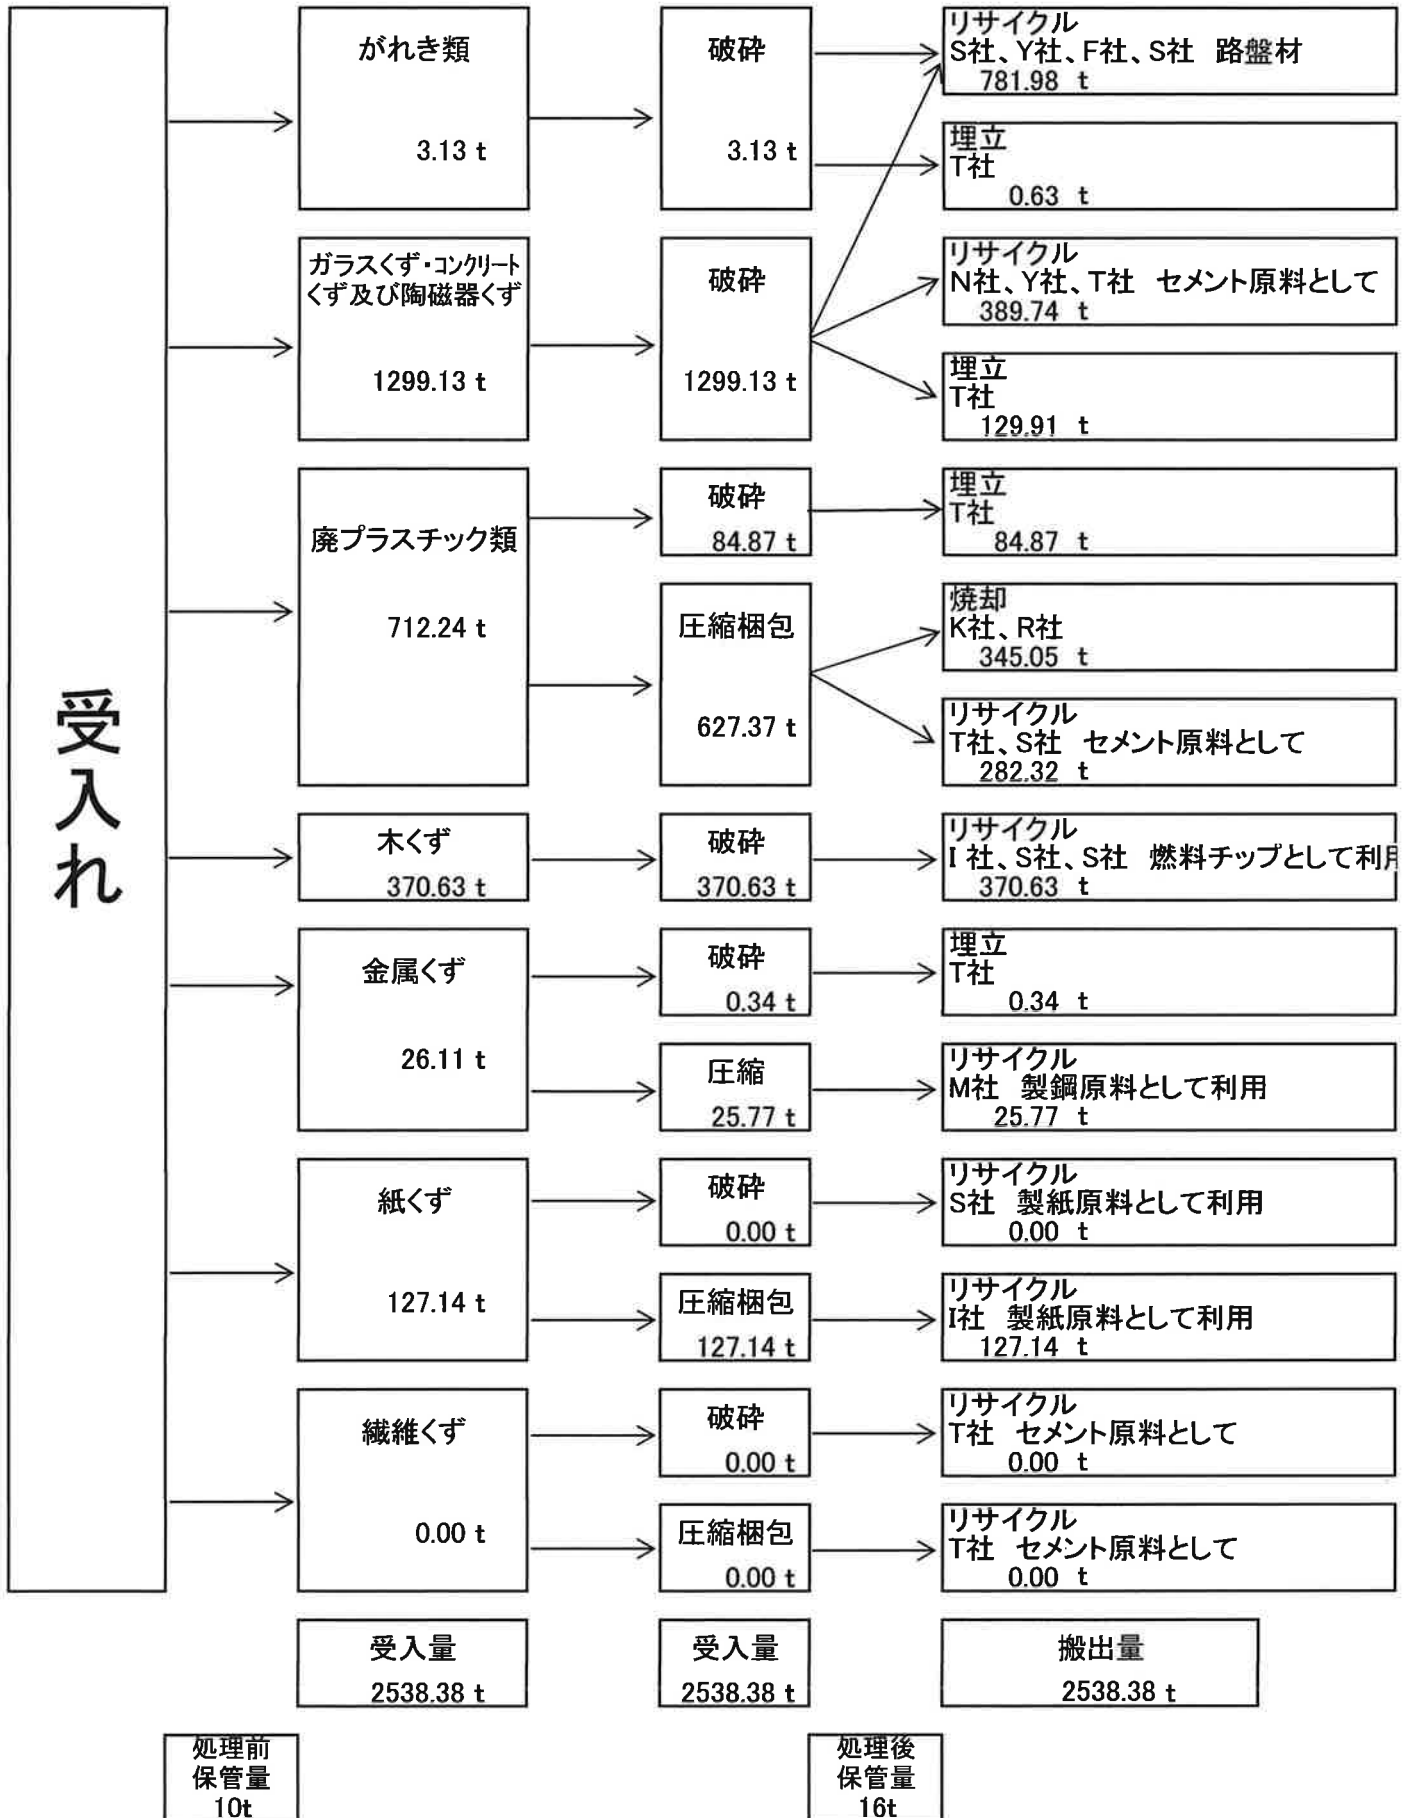 受入れ
がれき類
3.13 t
破砕
3.13 t
リサイクル
S社、Y社、F社、S社　路盤材
781.98 t
埋立
T社
0.63 t
ガラスくず・コンクリート
くず及び陶磁器くず
1299.13 t
破砕
1299.13 t
リサイクル
N社、Y社、T社　セメント原料として
389.74 t
埋立
T社
129.91 t
廃プラスチック類
712.24 t
破砕
84.87 t
埋立
T社
84.87 t
圧縮梱包
627.37 t
焼却
K社、R社
345.05 t
リサイクル
T社、S社　セメント原料として
282.32 t
木くず
370.63 t
破砕
370.63 t
リサイクル
I 社、S社、S社　燃料チップとして利用
370.63 t
金属くず
26.11 t
破砕
0.34 t
埋立
T社
0.34 t
圧縮
25.77 t
リサイクル
M社　製鋼原料として利用
25.77 t
紙くず
127.14 t
破砕
0.00 t
リサイクル
S社　製紙原料として利用
0.00 t
圧縮梱包
127.14 t
リサイクル
I社　製紙原料として利用
127.14 t
繊維くず
0.00 t
破砕
0.00 t
リサイクル
T社　セメント原料として
0.00 t
圧縮梱包
0.00 t
リサイクル
T社　セメント原料として
0.00 t
受入量
2538.38 t
受入量
2538.38 t
搬出量
2538.38 t
処理前
保管量
10t
処理後
保管量
16t